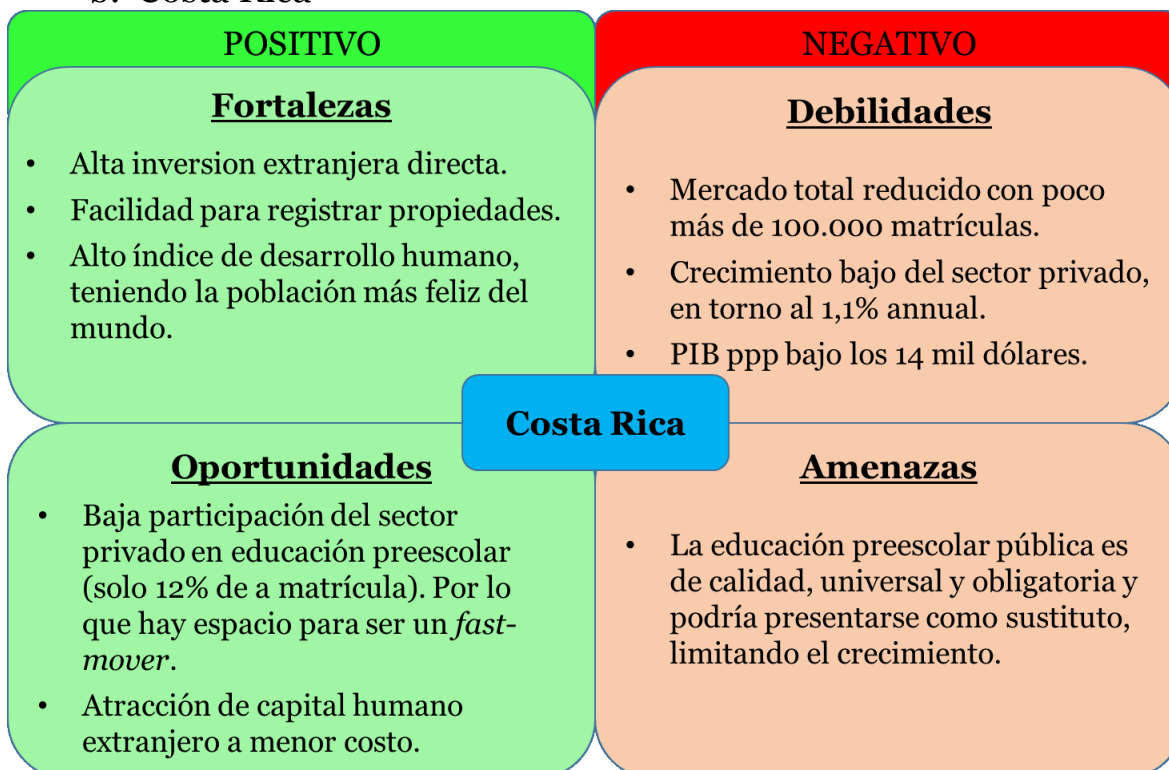 b. Costa Rica
POSITIVO
NEGATIVO
Fortalezas
• Alta inversion extranjera directa.
• Facilidad para registrar propiedades.
• Alto índice de desarrollo humano,
teniendo la población más feliz del
mundo.
Debilidades
• Mercado total reducido con poco
más de 100.000 matrículas.
• Crecimiento bajo del sector privado,
en torno al 1,1% annual.
• PIB ppp bajo los 14 mil dólares.
Costa Rica
Oportunidades
• Baja participación del sector
privado en educación preescolar
(solo 12% de a matrícula). Por lo
que hay espacio para ser un fast-
mover.
• Atracción de capital humano
extranjero a menor costo.
Amenazas
• La educación preescolar pública es
de calidad, universal y obligatoria y
podría presentarse como sustituto,
limitando el crecimiento.